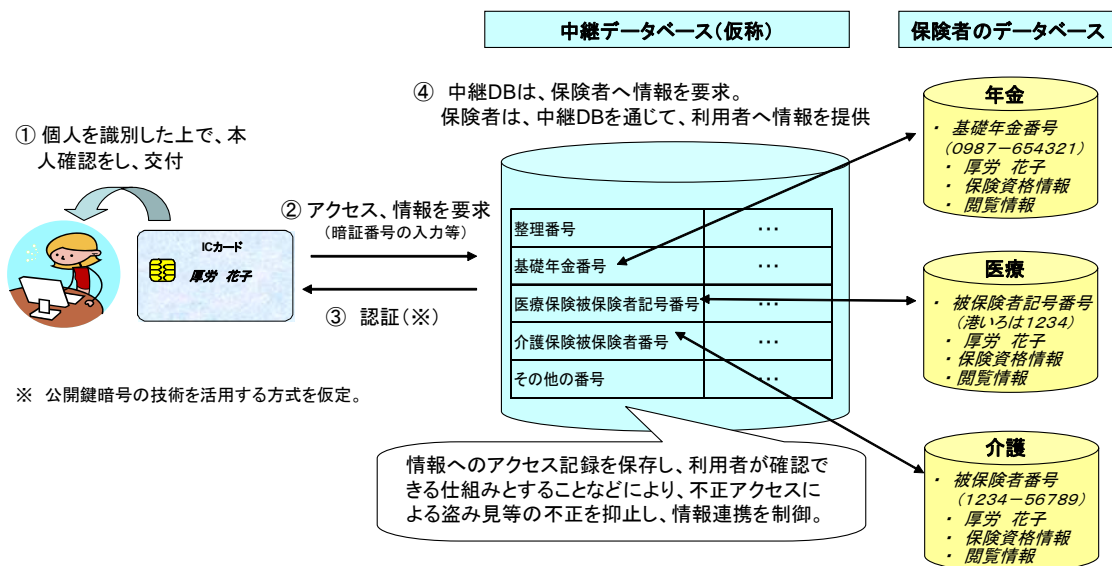 中継データベース（仮称）
保険者のデータベース
④ 中継DBは、保険者へ情報を要求。
保険者は、中継DBを通じて、利用者へ情報を提供
① 個人を識別した上で、本
人確認をし、交付
② アクセス、情報を要求
（暗証番号の入力等）
ICカード
厚労 花子
③ 認証（※）
※ 公開鍵暗号の技術を活用する方式を仮定。
整理番号 ･･･
基礎年金番号 ･･･
医療保険被保険者記号番号 ･･･
介護保険被保険者番号 ･･･
その他の番号 ･･･
情報へのアクセス記録を保存し、利用者が確認で
きる仕組みとすることなどにより、不正アクセスに
よる盗み見等の不正を抑止し、情報連携を制御。
年金
・ 基礎年金番号
（0987－654321）
・ 厚労 花子
・ 保険資格情報
・ 閲覧情報
医療
・ 被保険者記号番号
（港いろは1234）
・ 厚労 花子
・ 保険資格情報
・ 閲覧情報
介護
・ 被保険者番号
（1234－56789）
・ 厚労 花子
・ 保険資格情報
・ 閲覧情報